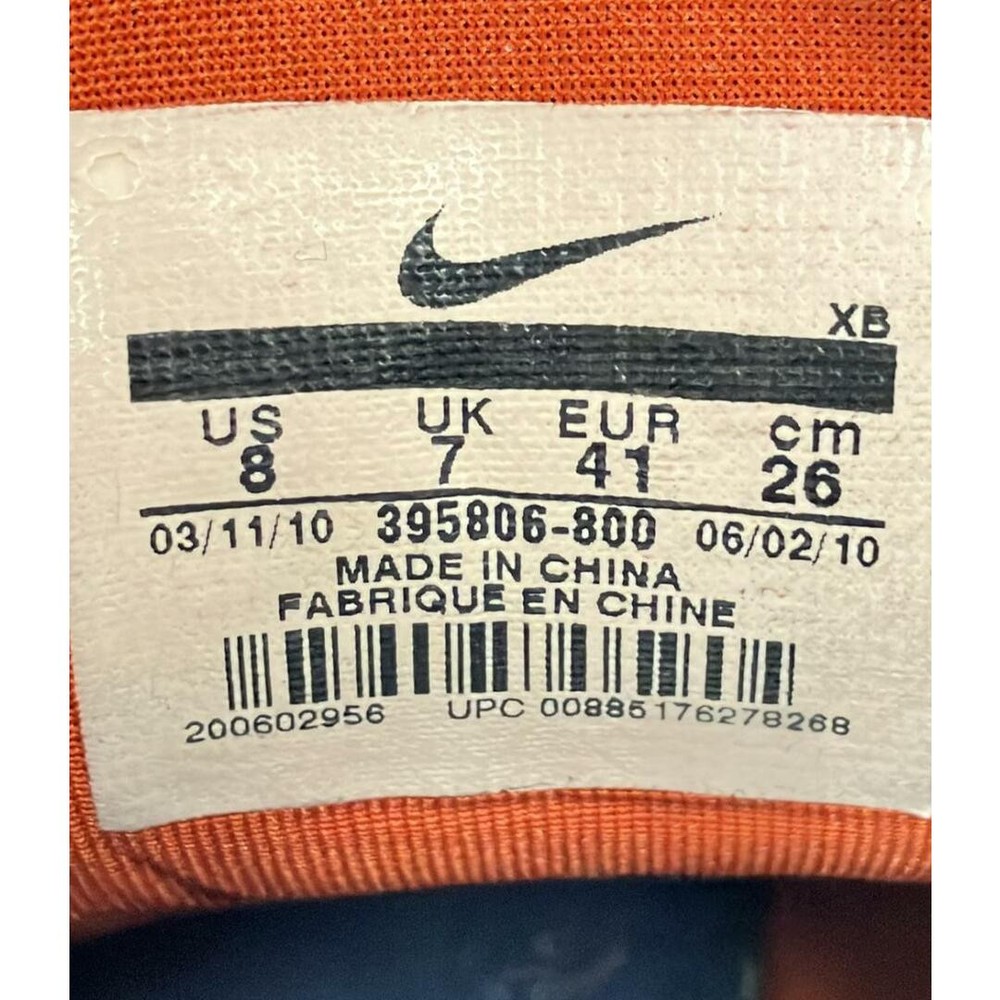 XB
US UK EUR cm
8 7 41 26
03/11/10 395806-800 06/02/10
MADE IN CHINA
FABRIQUE EN CHINE
200602956 UPC 00885176278268